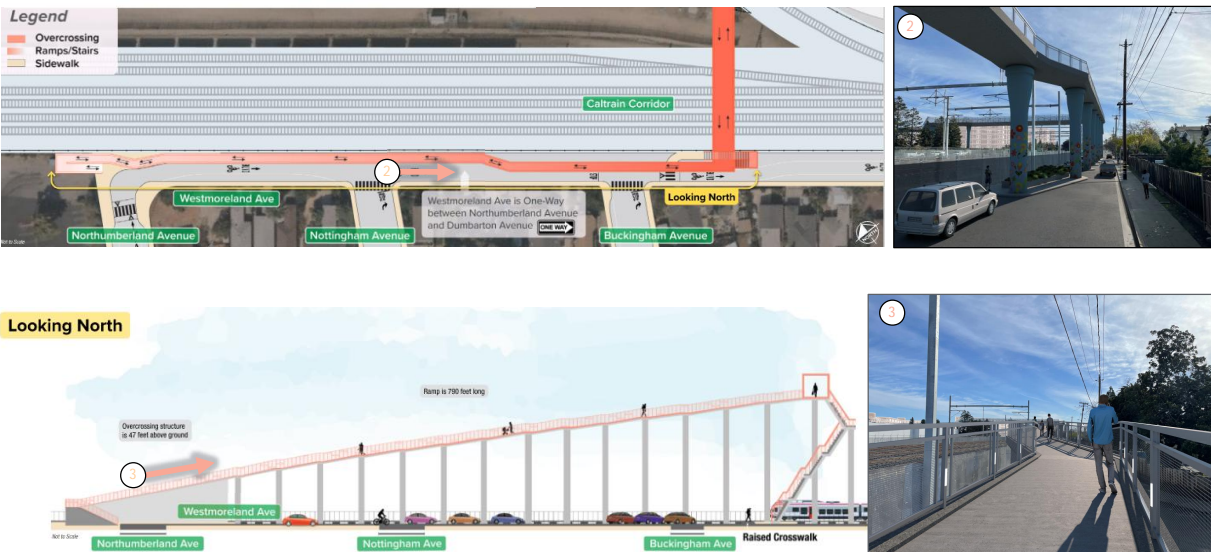 Legend
Overcrossing
Ramps/Stairs
Sidewalk
Caltrain Corridor
2
2
Westmoreland Ave
Westmoreland Ave is One-Way
between Northumberland Avenue
and Dumbarton Avenue
ONE WAY
Looking North
Northumberland Avenue
Nottingham Avenue
Buckingham Avenue
Not to Scale
Looking North
Ramp is 790 feet long
Overcrossing structure
is 47 feet above ground
3
3
Westmoreland Ave
Not to Scale
Northumberland Ave
Nottingham Ave
Buckingham Ave
Raised Crosswalk